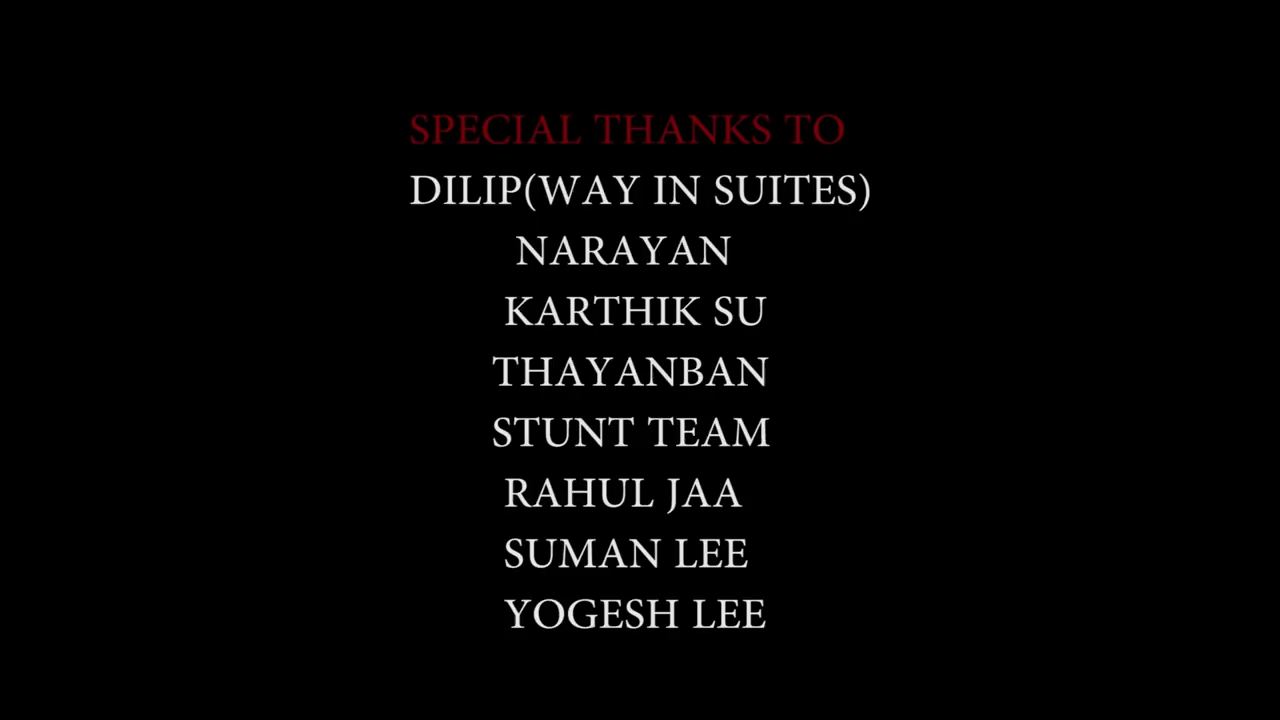 SPECIAL THANKS TO
DILIP(WAY IN SUITES)
NARAYAN
KARTHIK SU
THAYANBAN
STUNT TEAM
RAHUL JAA
SUMAN LEE
YOGESH LEE